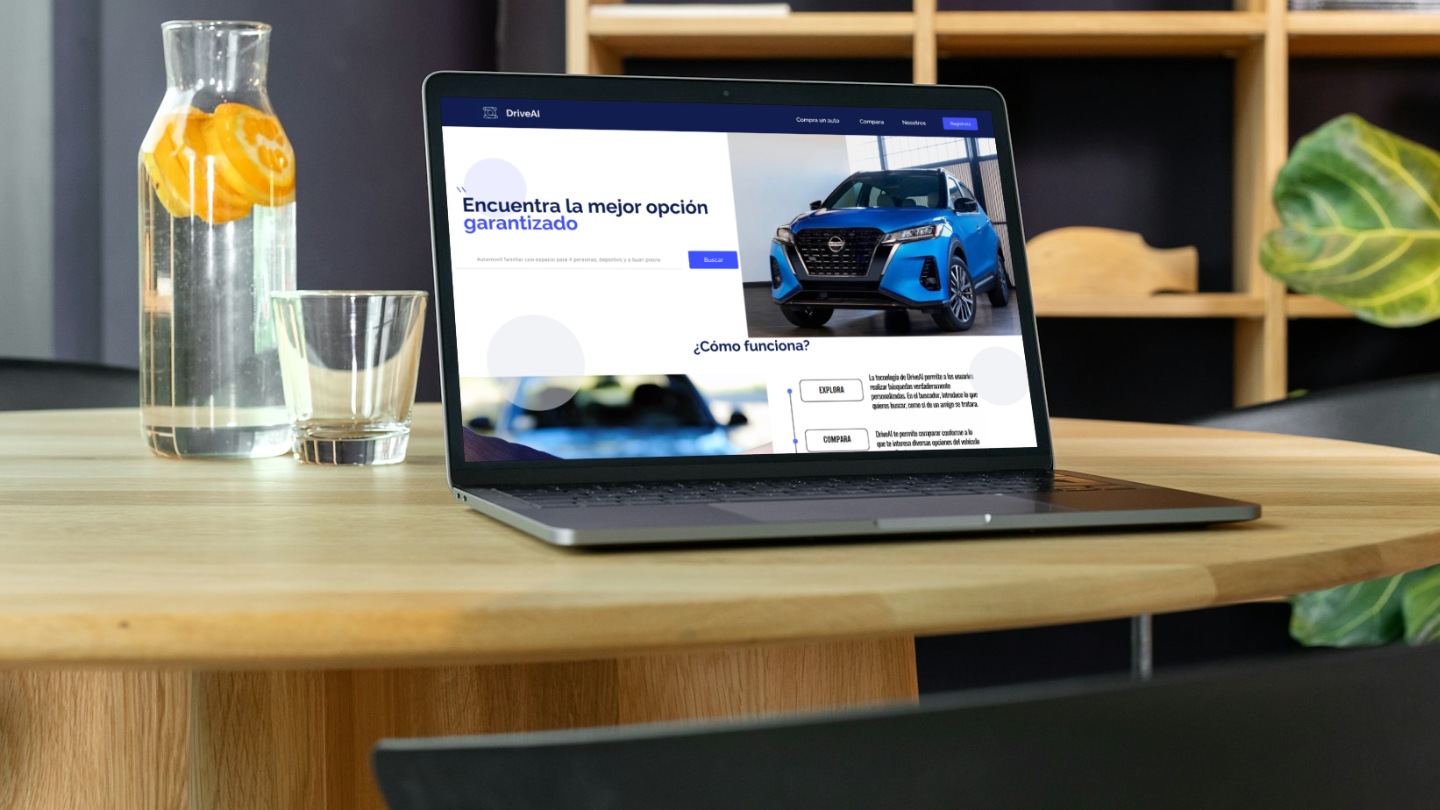 DriveAI
Compra un auto
Compara
Nosotros
Regístrate
Encuentra la mejor opción
garantizado
Automovil familiar con espacio para 4 personas, deportivo y a buen precio
Buscar
¿Cómo funciona?
EXPLORA
La tecnología de DriveAI permite a los usuarios
realizar búsquedas verdaderamente
personalizadas. En el buscador, introduce lo que
quieres buscar, como si de un amigo se tratara.
COMPARA
DriveAI te permite comparar conforme a lo
que te interesa diversas opciones del vehículo